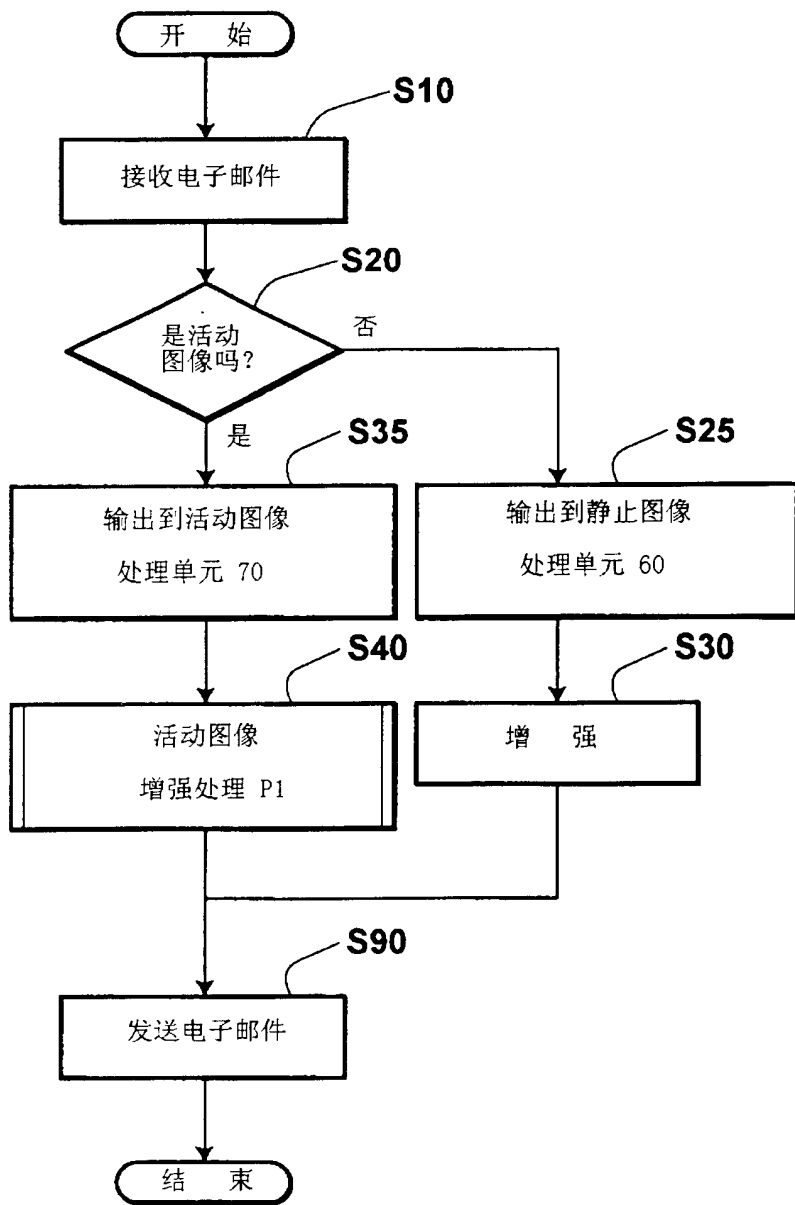 开 始
S10
接收电子邮件
S20
是活动
图像吗?
否
是
S35
输出到活动图像
处理单元 70
S25
输出到静止图像
处理单元 60
S40
活动图像
增强处理 P1
S30
增 强
S90
发送电子邮件
结 束